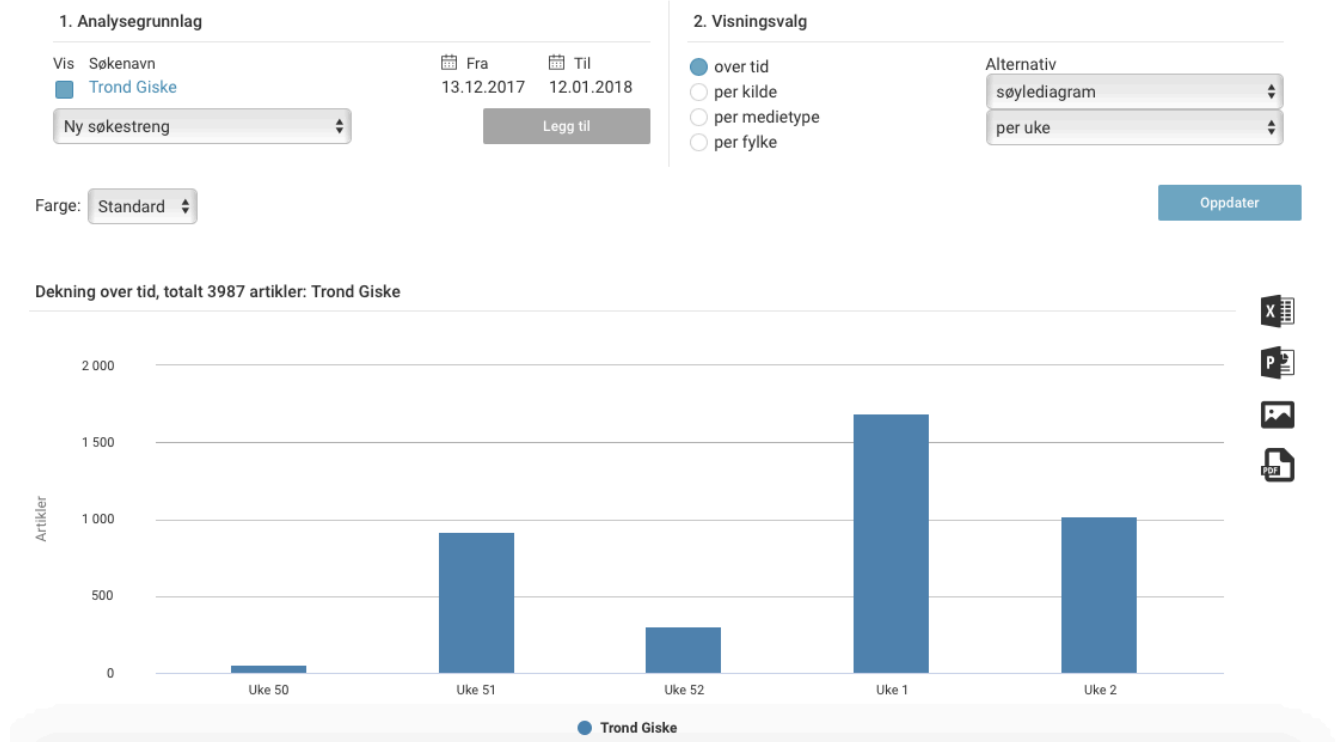 1. Analysegrunnlag
Vis Søkenavn Fra Til
Trond Giske 13.12.2017 12.01.2018
Ny søkestreng Legg til
2. Visningsvalg
over tid
per kilde
per medietype
per fylke
Alternativ
søylediagram
per uke
Farge: Standard
Oppdater
Dekning over tid, totalt 3987 artikler: Trond Giske
X
P
PDF
Artikler
2 000
1 500
1 000
500
0
Uke 50 Uke 51 Uke 52 Uke 1 Uke 2
Trond Giske